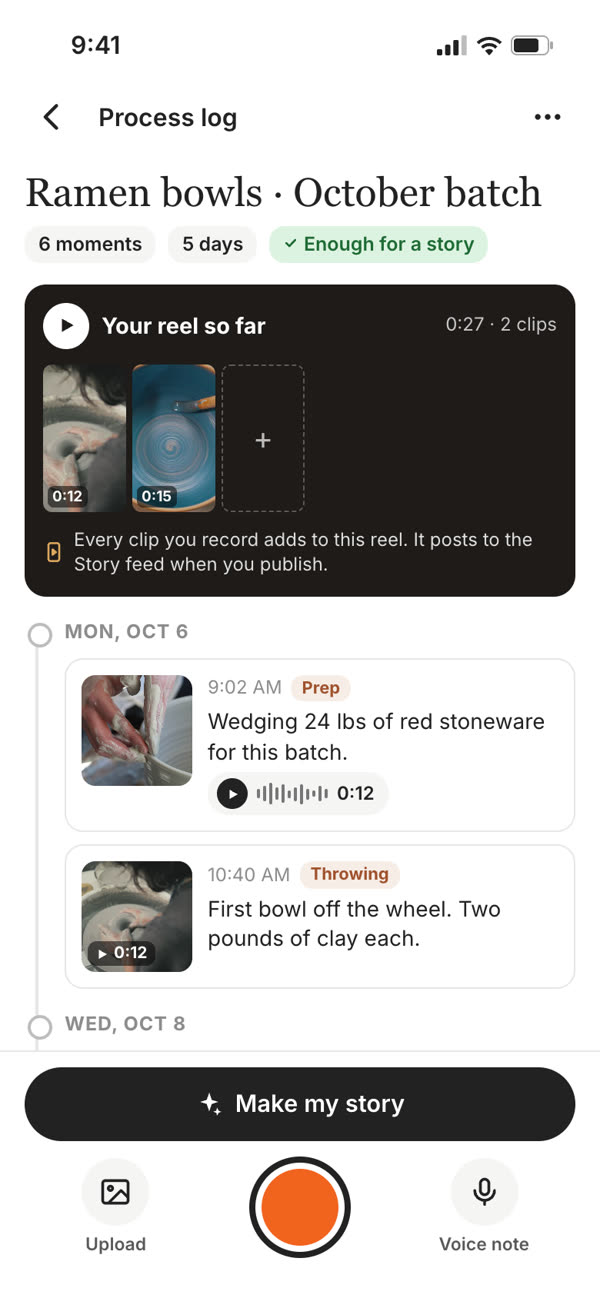 9:41
Process log
Ramen bowls · October batch
6 moments
5 days
Enough for a story
Your reel so far
0:27 · 2 clips
0:12
0:15
Every clip you record adds to this reel. It posts to the
Story feed when you publish.
MON, OCT 6
9:02 AM Prep
Wedging 24 lbs of red stoneware
for this batch.
0:12
10:40 AM Throwing
First bowl off the wheel. Two
pounds of clay each.
0:12
WED, OCT 8
Make my story
Upload
Voice note